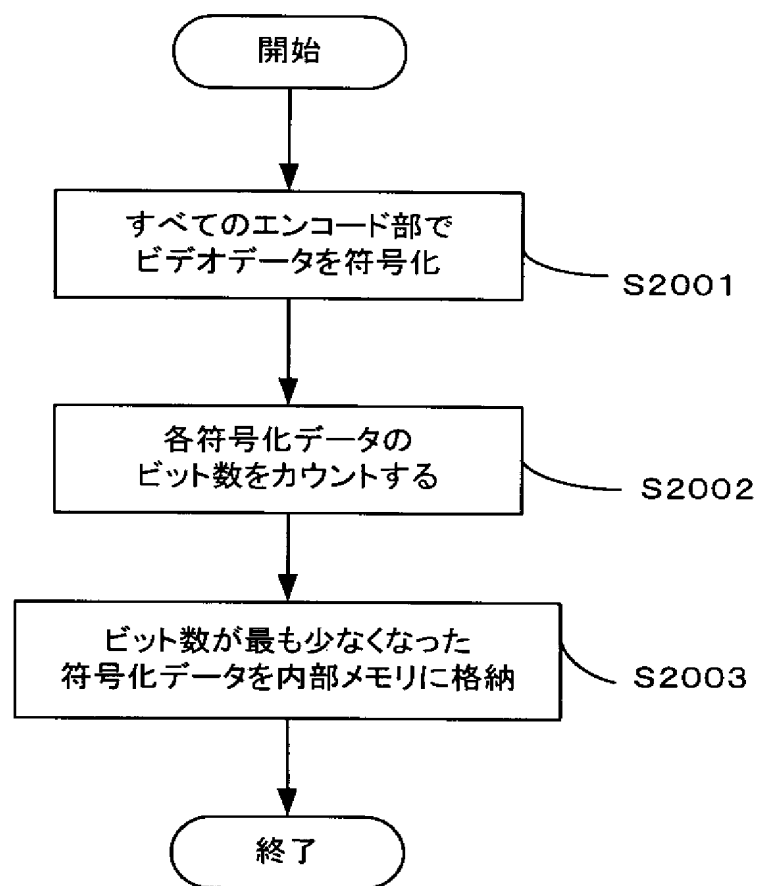 開始
すべてのエンコード部で
ビデオデータを符号化
S2001
各符号化データの
ビット数をカウントする
S2002
ビット数が最も少なくなった
符号化データを内部メモリに格納
S2003
終了